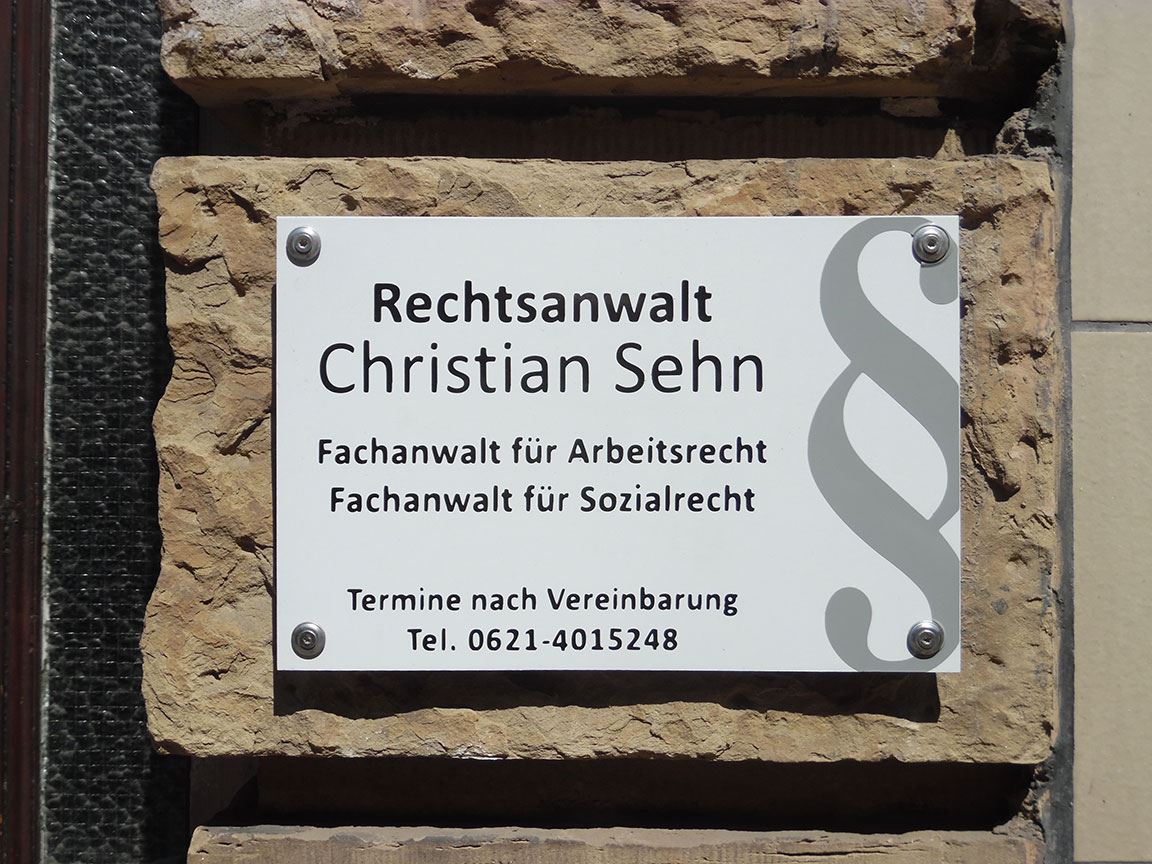 Rechtsanwalt
Christian Sehn
Fachanwalt für Arbeitsrecht
Fachanwalt für Sozialrecht
Termine nach Vereinbarung
Tel. 0621-4015248
§